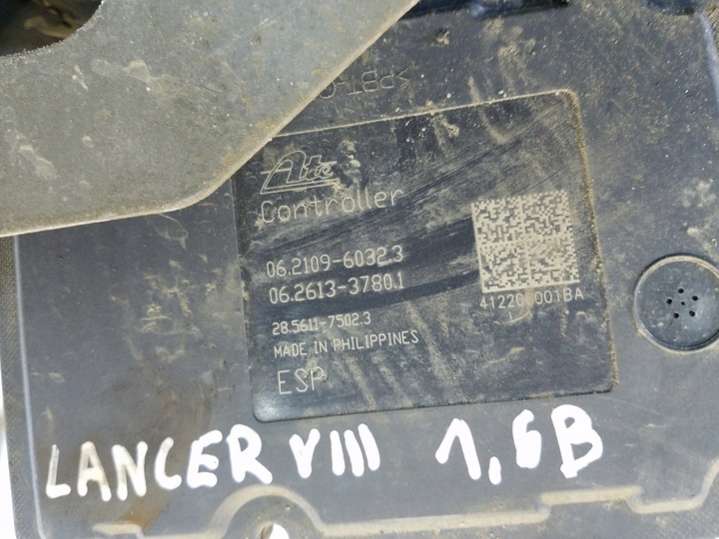 Ate
Controller
06.2109-6032.3
06.2613-3780.1
28.5611-7502.3
MADE IN PHILIPPINES
ESP
LANCER VIII 1,6B